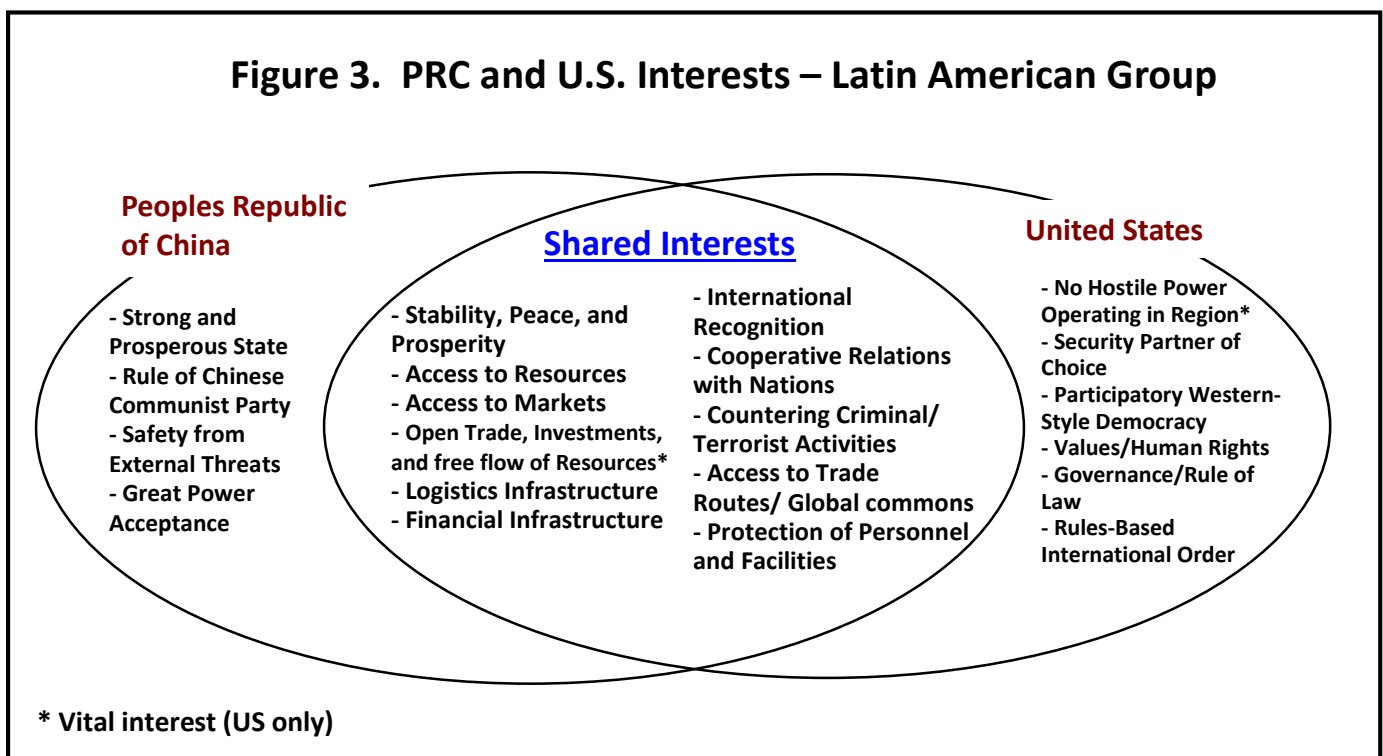 Figure 3.  PRC and U.S. Interests – Latin American Group
Peoples Republic
of China
- Strong and
Prosperous State
- Rule of Chinese
Communist Party
- Safety from
External Threats
- Great Power
Acceptance
Shared Interests
- Stability, Peace, and
Prosperity
- Access to Resources
- Access to Markets
- Open Trade, Investments,
and free flow of Resources*
- Logistics Infrastructure
- Financial Infrastructure
- International
Recognition
- Cooperative Relations
with Nations
- Countering Criminal/
Terrorist Activities
- Access to Trade
Routes/ Global commons
- Protection of Personnel
and Facilities
United States
- No Hostile Power
Operating in Region*
- Security Partner of
Choice
- Participatory Western-
Style Democracy
- Values/Human Rights
- Governance/Rule of
Law
- Rules-Based
International Order
* Vital interest (US only)